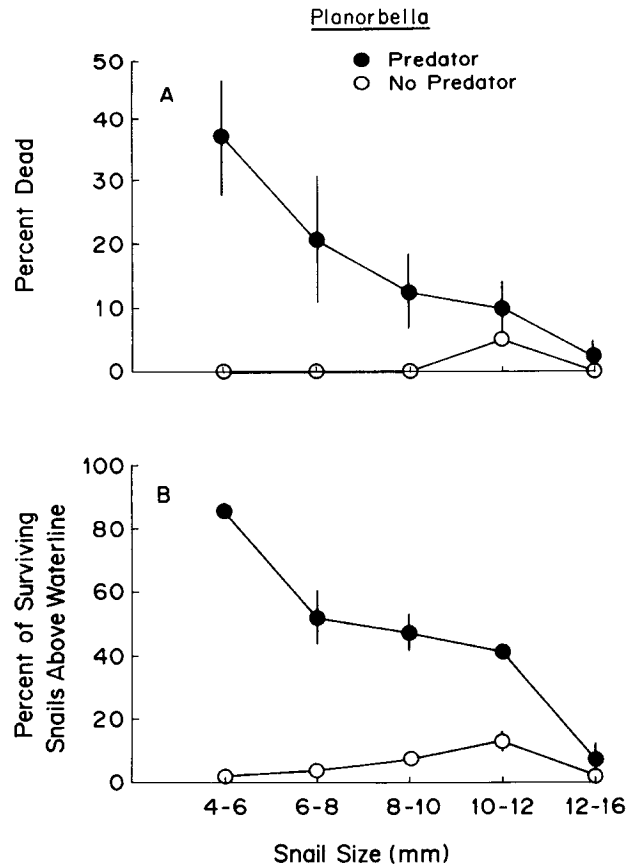 Planorbella
● Predator
○ No Predator
A
Percent Dead
50
40
30
20
10
0
B
Percent of Surviving
Snails Above Waterline
100
80
60
40
20
0
4-6 6-8 8-10 10-12 12-16
Snail Size (mm)